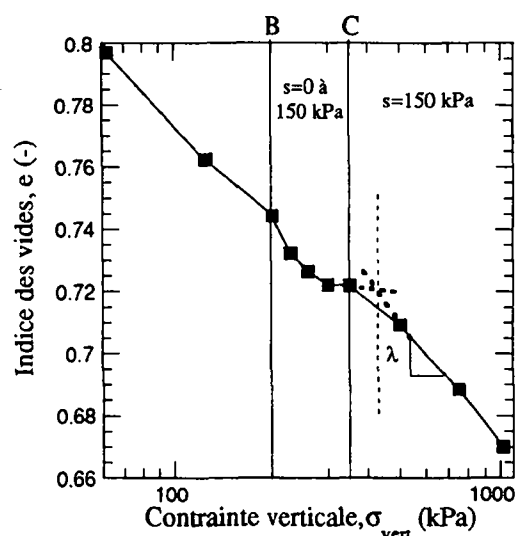 B C
0.8
0.78
0.76
0.74
0.72
0.7
0.68
0.66
s=0 à
150 kPa
s=150 kPa
λ
Indice des vides, e (-)
100
1000
Contrainte verticale,σvert (kPa)